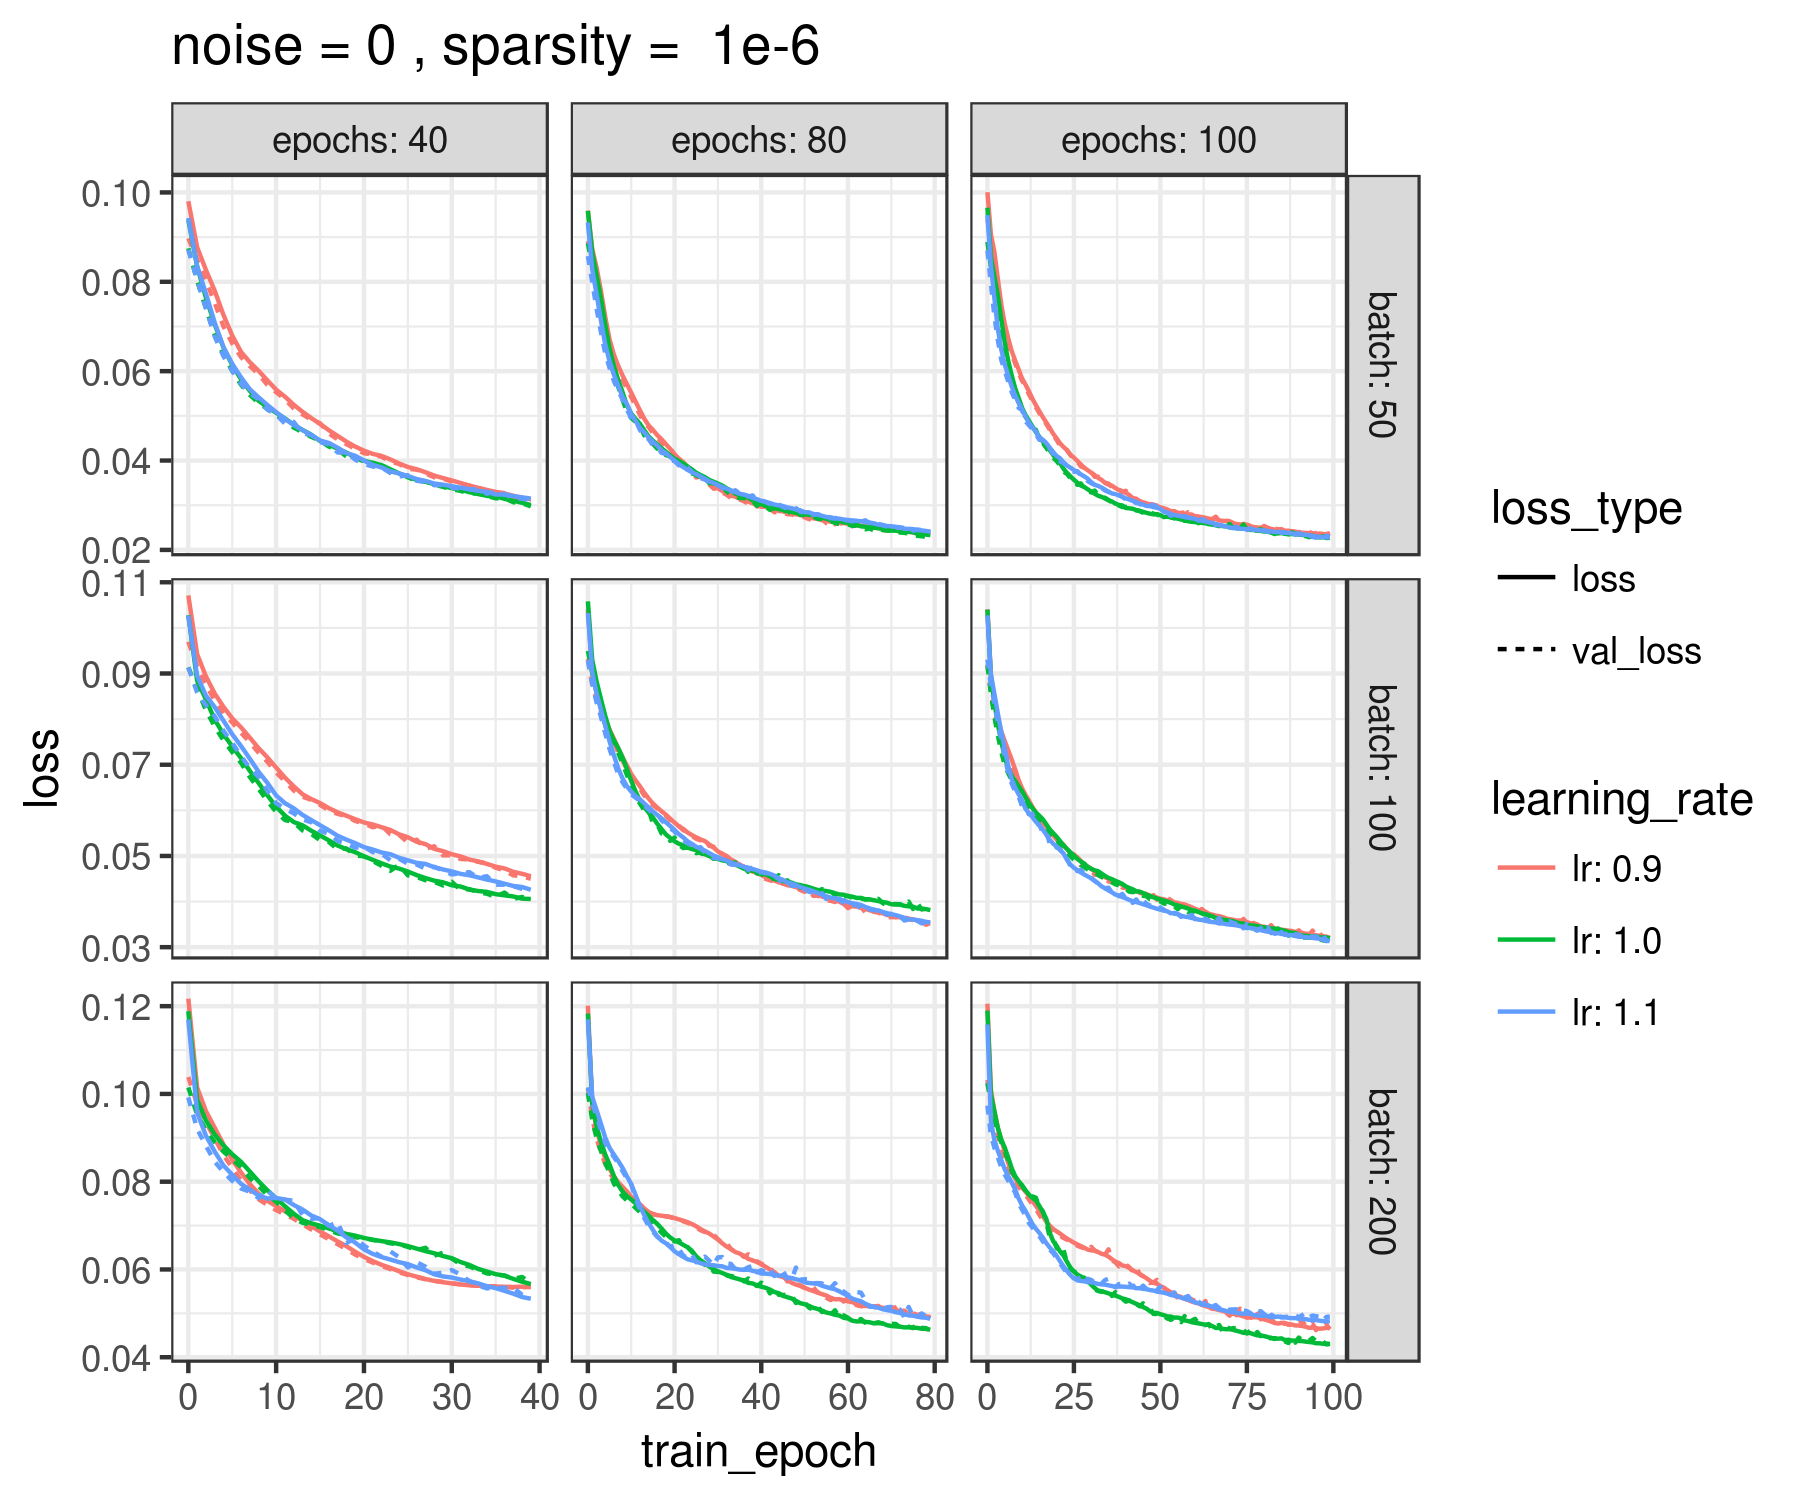 noise = 0 , sparsity =  1e-6
epochs: 40
epochs: 80
epochs: 100
0.10
0.08
0.06
0.04
0.02
batch: 50
0.11
0.09
0.07
0.05
0.03
batch: 100
0.12
0.10
0.08
0.06
0.04
batch: 200
0 10 20 30 40
0 20 40 60 80
0 25 50 75 100
train_epoch
loss
loss_type
loss
val_loss
learning_rate
lr: 0.9
lr: 1.0
lr: 1.1